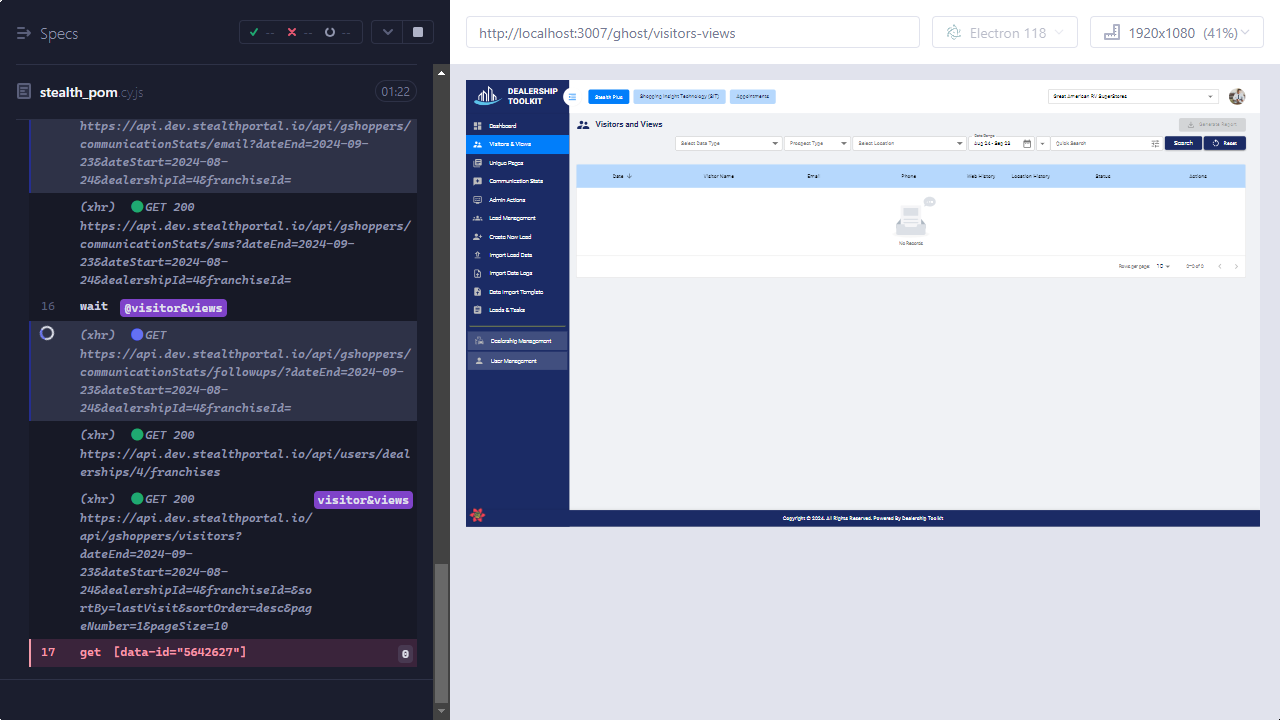 Specs
--
--
--
stealth_pom.cy.js
01:22
https://api.dev.stealthportal.io/api/gshoppers/
communicationStats/email?dateEnd=2024-09-
23&dateStart=2024-08-
24&dealershipId=4&franchiseId=
(xhr) GET 200
https://api.dev.stealthportal.io/api/gshoppers/
communicationStats/sms?dateEnd=2024-09-
23&dateStart=2024-08-
24&dealershipId=4&franchiseId=
16 wait @visitor&views
(xhr) GET
https://api.dev.stealthportal.io/api/gshoppers/
communicationStats/followups/?dateEnd=2024-09-
23&dateStart=2024-08-
24&dealershipId=4&franchiseId=
(xhr) GET 200
https://api.dev.stealthportal.io/api/users/deal
erships/4/franchises
(xhr) GET 200 visitor&views
https://api.dev.stealthportal.io/
api/gshoppers/visitors?
dateEnd=2024-09-
23&dateStart=2024-08-
24&dealershipId=4&franchiseId=&so
rtBy=lastVisit&sortOrder=desc&pag
eNumber=1&pageSize=10
17 get [data-id="5642627"] 0
http://localhost:3007/ghost/visitors-views
Electron 118
1920x1080 (41%)
DEALERSHIP
TOOLKIT
Stealth Plus
Shopping Insight Technology (SIT)
Appointments
Great American RV SuperStores
Dashboard
Visitors & Views
Unique Pages
Communication Stats
Admin Actions
Lead Management
Create New Lead
Import Lead Data
Import Data Logs
Data Import Template
Leads & Tasks
Dealership Management
User Management
Visitors and Views
Generate Report
Select Data Type
Prospect Type
Select Location
Date Range
Aug 24 - Sep 23
Quick Search
Search
Reset
Date
Visitor Name
Email
Phone
Web History
Location History
Status
Actions
No Records
Rows per page: 10
0–0 of 0
Copyright © 2024. All Rights Reserved. Powered By Dealership Toolkit